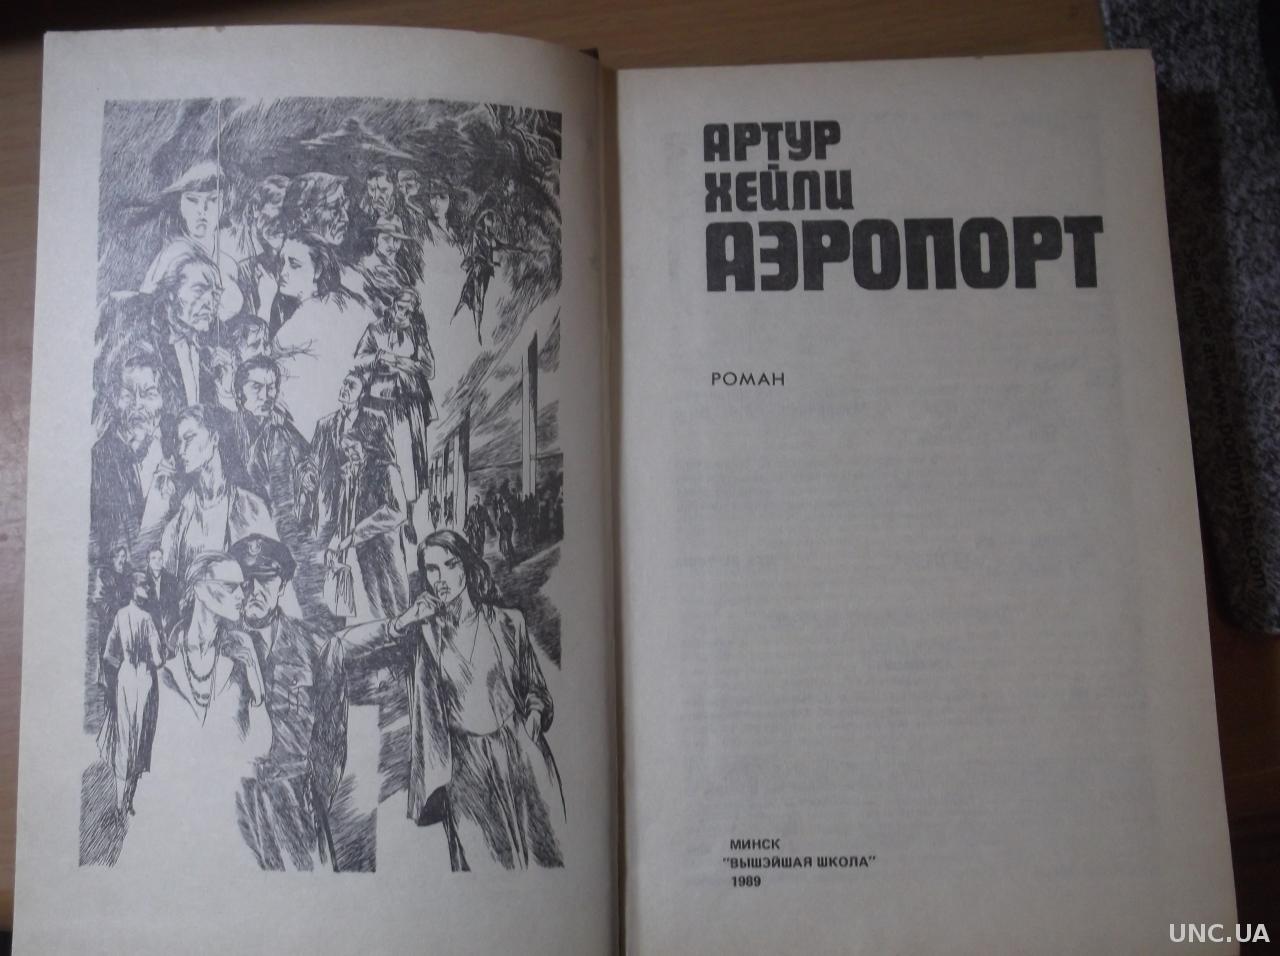 АРТУР
ХЕЙЛИ
АЭРОПОРТ
РОМАН
МИНСК
"ВЫШЭЙШАЯ ШКОЛА"
1989
UNC.UA